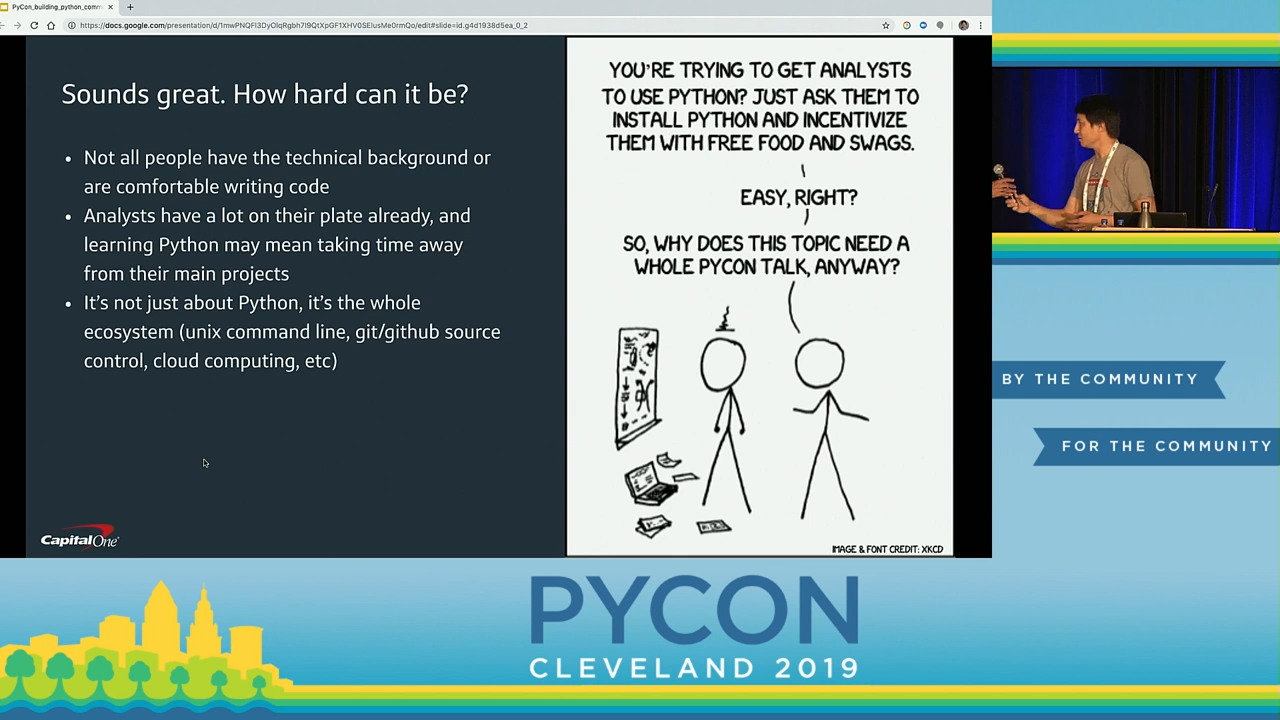 PyCon_building_python_comm
https://docs.google.com/presentation/d/1mwPNQFl3DyOlqRgbh7I9QtXpGF1XHV0SElusMe0rmQo/edit#slide=id.g4d1938d5ea_0_2
Sounds great. How hard can it be?
• Not all people have the technical background or
are comfortable writing code
• Analysts have a lot on their plate already, and
learning Python may mean taking time away
from their main projects
• It's not just about Python, it's the whole
ecosystem (unix command line, git/github source
control, cloud computing, etc)
CapitalOne
YOU'RE TRYING TO GET ANALYSTS
TO USE PYTHON? JUST ASK THEM TO
INSTALL PYTHON AND INCENTIVIZE
THEM WITH FREE FOOD AND SWAGS.
EASY, RIGHT?
SO, WHY DOES THIS TOPIC NEED A
WHOLE PYCON TALK, ANYWAY?
IMAGE & FONT CREDIT: XKCD
BY THE COMMUNITY
FOR THE COMMUNITY
PYCON
CLEVELAND 2019